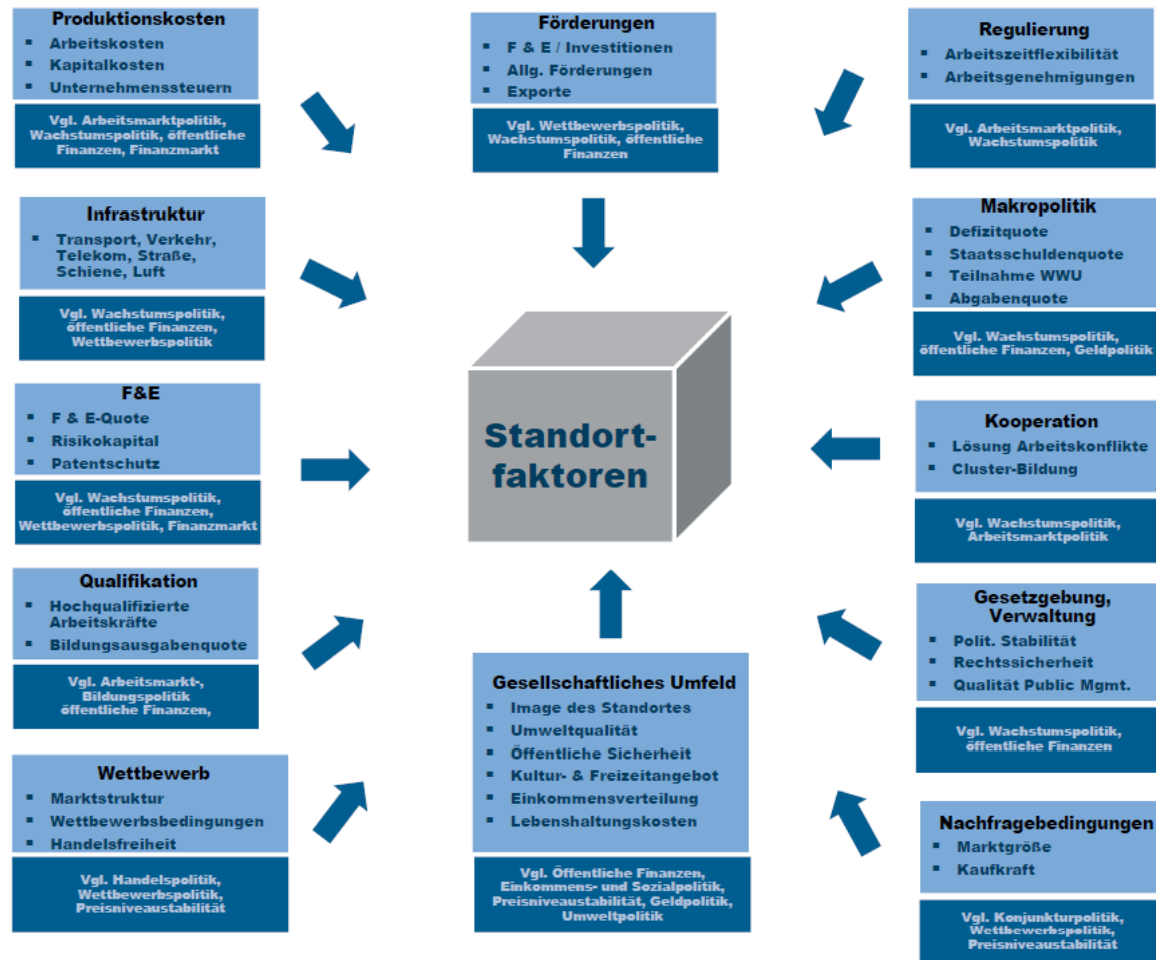 Produktionskosten
▪ Arbeitskosten
▪ Kapitalkosten
▪ Unternehmenssteuern
Vgl. Arbeitsmarktpolitik,
Wachstumspolitik, öffentliche
Finanzen, Finanzmarkt
Infrastruktur
▪ Transport, Verkehr,
Telekom, Straße,
Schiene, Luft
Vgl. Wachstumspolitik,
öffentliche Finanzen,
Wettbewerbspolitik
F&E
▪ F & E-Quote
▪ Risikokapital
▪ Patentschutz
Vgl. Wachstumspolitik,
öffentliche Finanzen,
Wettbewerbspolitik, Finanzmarkt
Qualifikation
▪ Hochqualifizierte
Arbeitskräfte
▪ Bildungsausgabenquote
Vgl. Arbeitsmarkt-,
Bildungspolitik
öffentliche Finanzen,
Wettbewerb
▪ Marktstruktur
▪ Wettbewerbsbedingungen
▪ Handelsfreiheit
Vgl. Handelspolitik,
Wettbewerbspolitik,
Preisniveaustabilität
Förderungen
▪ F & E / Investitionen
▪ Allg. Förderungen
▪ Exporte
Vgl. Wettbewerbspolitik,
Wachstumspolitik, öffentliche
Finanzen
Standort-
faktoren
Gesellschaftliches Umfeld
▪ Image des Standortes
▪ Umweltqualität
▪ Öffentliche Sicherheit
▪ Kultur- & Freizeitangebot
▪ Einkommensverteilung
▪ Lebenshaltungskosten
Vgl. Öffentliche Finanzen,
Einkommens- und Sozialpolitik,
Preisniveaustabilität, Geldpolitik,
Umweltpolitik
Regulierung
▪ Arbeitszeitflexibilität
▪ Arbeitsgenehmigungen
Vgl. Arbeitsmarktpolitik,
Wachstumspolitik
Makropolitik
▪ Defizitquote
▪ Staatsschuldenquote
▪ Teilnahme WWU
▪ Abgabenquote
Vgl. Wachstumspolitik,
öffentliche Finanzen, Geldpolitik
Kooperation
▪ Lösung Arbeitskonflikte
▪ Cluster-Bildung
Vgl. Wachstumspolitik,
Arbeitsmarktpolitik
Gesetzgebung,
Verwaltung
▪ Polit. Stabilität
▪ Rechtssicherheit
▪ Qualität Public Mgmt.
Vgl. Wachstumspolitik,
öffentliche Finanzen
Nachfragebedingungen
▪ Marktgröße
▪ Kaufkraft
Vgl. Konjunkturpolitik,
Wettbewerbspolitik,
Preisniveaustabilität